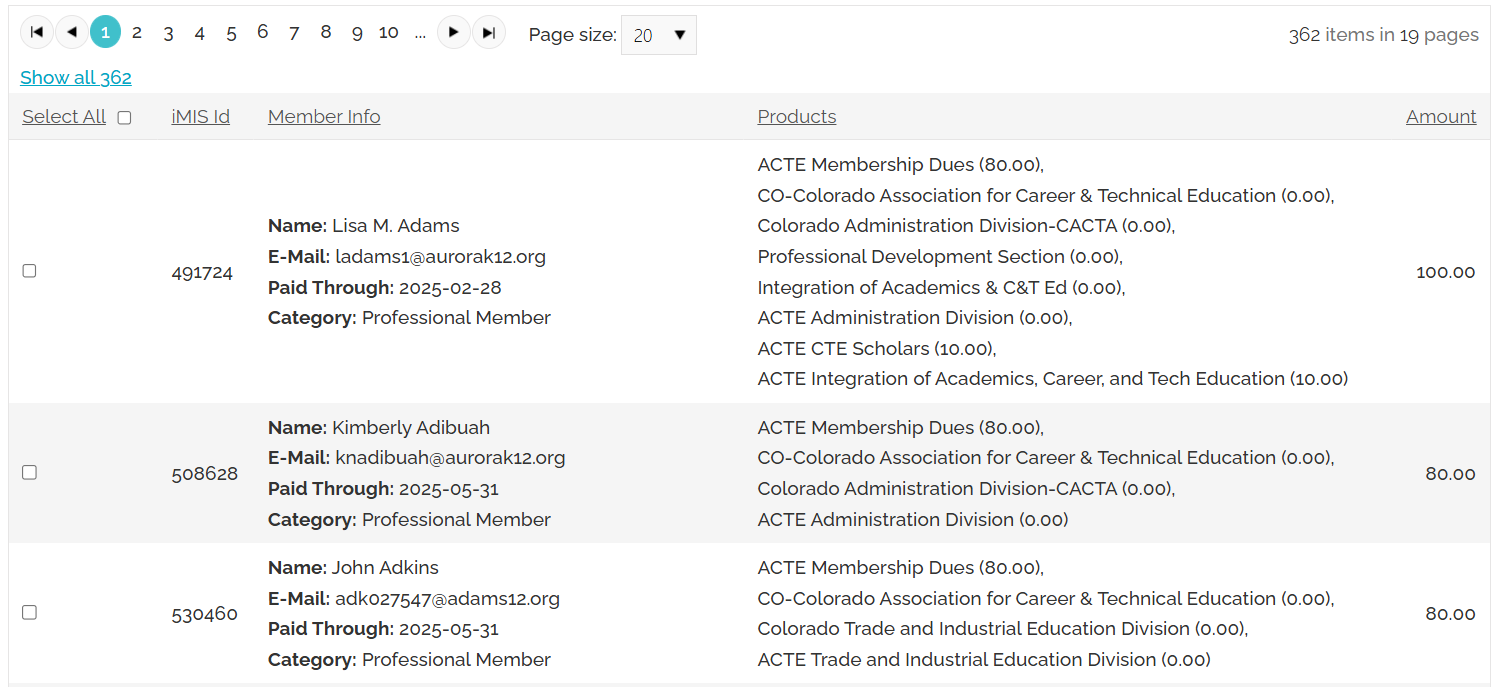 1 2 3 4 5 6 7 8 9 10 ... Page size: 20 362 items in 19 pages
Show all 362
Select All iMIS Id Member Info Products Amount
491724
Name: Lisa M. Adams
E-Mail: ladams1@aurorak12.org
Paid Through: 2025-02-28
Category: Professional Member
ACTE Membership Dues (80.00),
CO-Colorado Association for Career & Technical Education (0.00),
Colorado Administration Division-CACTA (0.00),
Professional Development Section (0.00),
Integration of Academics & C&T Ed (0.00),
ACTE Administration Division (0.00),
ACTE CTE Scholars (10.00),
ACTE Integration of Academics, Career, and Tech Education (10.00)
100.00
508628
Name: Kimberly Adibuah
E-Mail: knadibuah@aurorak12.org
Paid Through: 2025-05-31
Category: Professional Member
ACTE Membership Dues (80.00),
CO-Colorado Association for Career & Technical Education (0.00),
Colorado Administration Division-CACTA (0.00),
ACTE Administration Division (0.00)
80.00
530460
Name: John Adkins
E-Mail: adk027547@adams12.org
Paid Through: 2025-05-31
Category: Professional Member
ACTE Membership Dues (80.00),
CO-Colorado Association for Career & Technical Education (0.00),
Colorado Trade and Industrial Education Division (0.00),
ACTE Trade and Industrial Education Division (0.00)
80.00